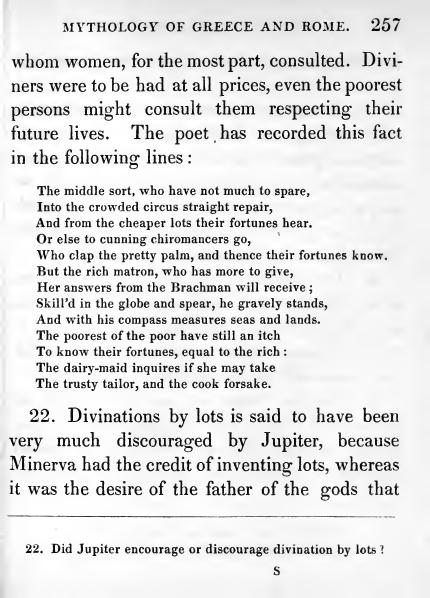 MYTHOLOGY OF GREECE AND ROME. 257
whom women, for the most part, consulted. Divi-
ners were to be had at all prices, even the poorest
persons might consult them respecting their
future lives. The poet has recorded this fact
in the following lines :
The middle sort, who have not much to spare,
Into the crowded circus straight repair,
And from the cheaper lots their fortunes hear.
Or else to cunning chiromancers go,
Who clap the pretty palm, and thence their fortunes know.
But the rich matron, who has more to give,
Her answers from the Brachman will receive ;
Skill'd in the globe and spear, he gravely stands,
And with his compass measures seas and lands.
The poorest of the poor have still an itch
To know their fortunes, equal to the rich :
The dairy-maid inquires if she may take
The trusty tailor, and the cook forsake.
22. Divinations by lots is said to have been
very much discouraged by Jupiter, because
Minerva had the credit of inventing lots, whereas
it was the desire of the father of the gods that
22. Did Jupiter encourage or discourage divination by lots ?
S